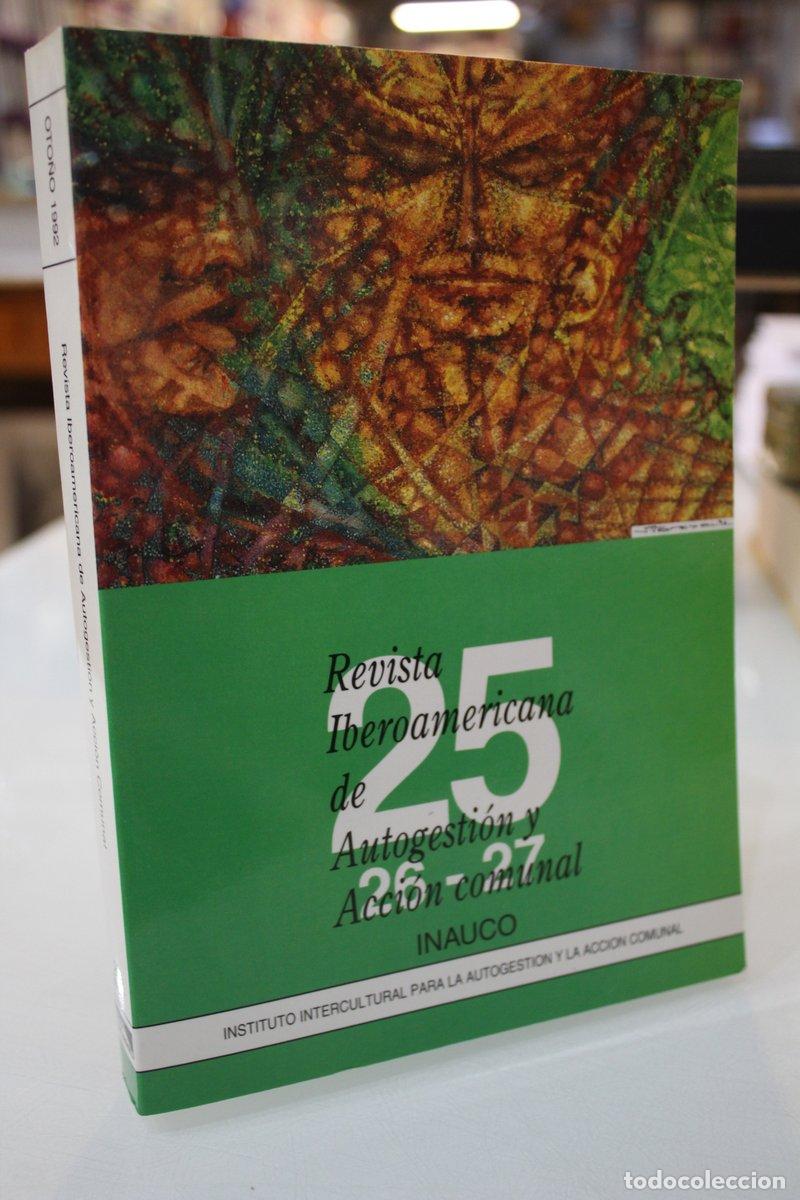 OTOÑO 1992
Revista Iberoamericana de Autogestión y Acción Comunal
25
26 - 27
Revista
Iberoamericana
de
Autogestión y
Acción comunal
INAUCO
INSTITUTO INTERCULTURAL PARA LA AUTOGESTION Y LA ACCION COMUNAL
todocoleccion